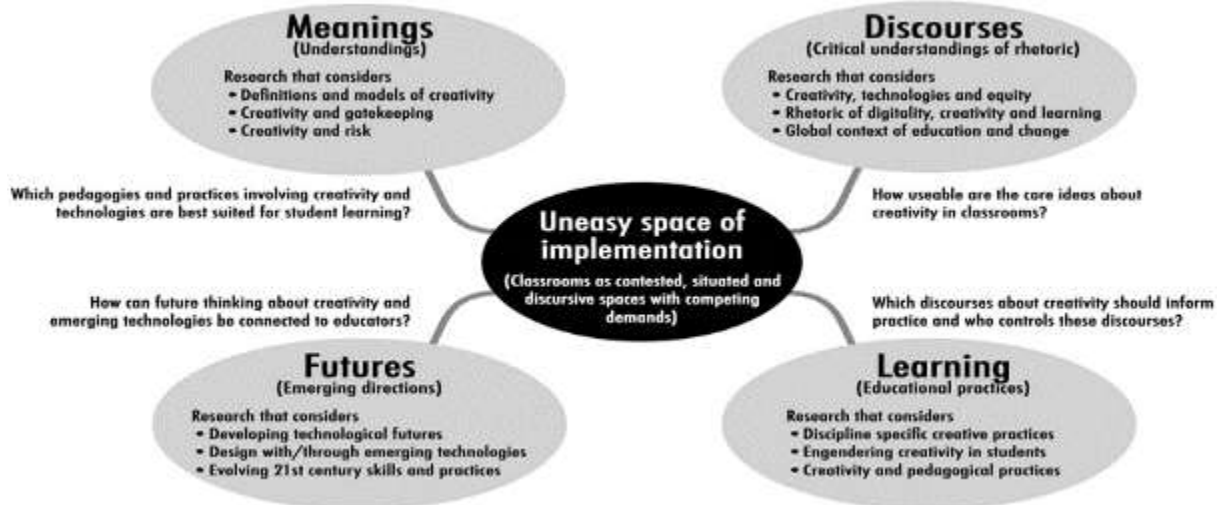 Meanings
(Understandings)
Research that considers
• Definitions and models of creativity
• Creativity and gatekeeping
• Creativity and risk
Discourses
(Critical understandings of rhetoric)
Research that considers
• Creativity, technologies and equity
• Rhetoric of digitality, creativity and learning
• Global context of education and change
Which pedagogies and practices involving creativity and
technologies are best suited for student learning?
How useable are the core ideas about
creativity in classrooms?
Uneasy space of
implementation
(Classrooms as contested, situated and
discursive spaces with competing
demands)
How can future thinking about creativity and
emerging technologies be connected to educators?
Which discourses about creativity should inform
practice and who controls these discourses?
Futures
(Emerging directions)
Research that considers
• Developing technological futures
• Design with/through emerging technologies
• Evolving 21st century skills and practices
Learning
(Educational practices)
Research that considers
• Discipline specific creative practices
• Engendering creativity in students
• Creativity and pedagogical practices